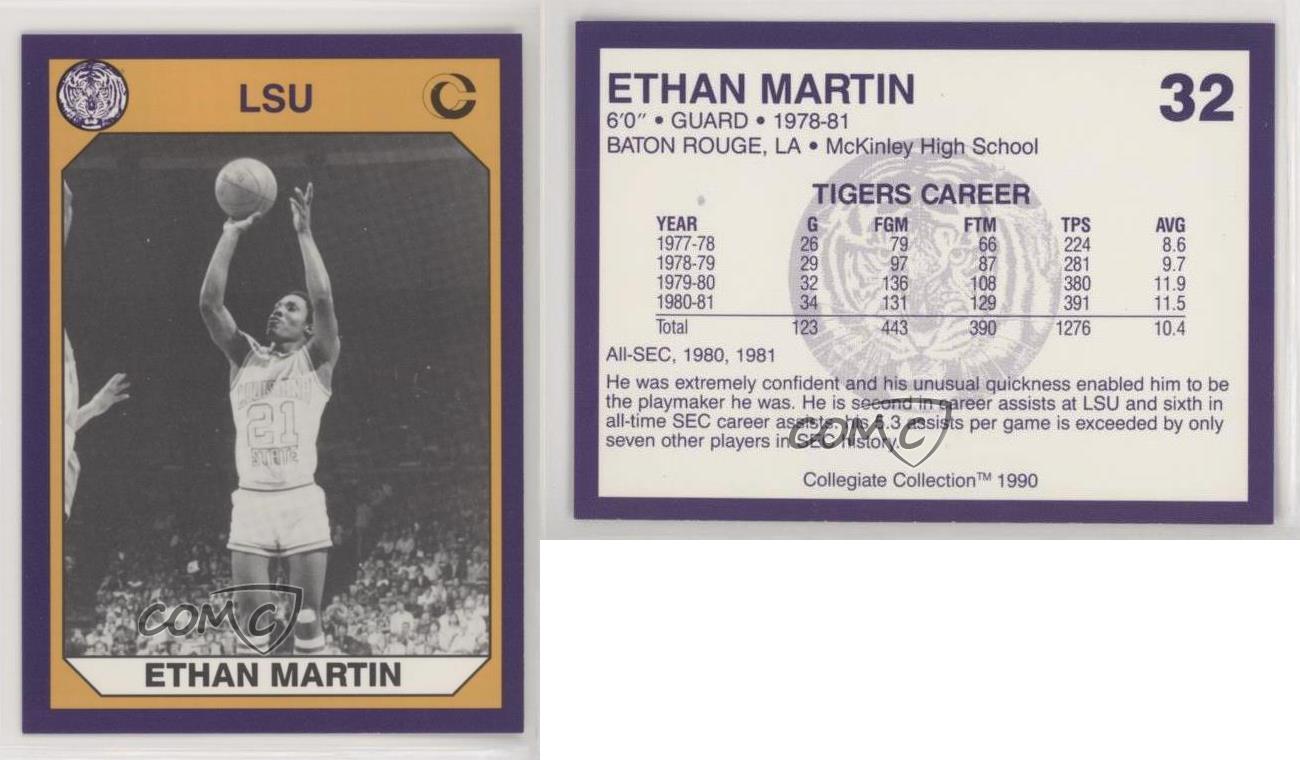 LSU
C
LOUISIANA
21
STATE
COMC
ETHAN MARTIN
ETHAN MARTIN 32
6'0" • GUARD • 1978-81
BATON ROUGE, LA • McKinley High School
TIGERS CAREER
YEAR G FGM FTM TPS AVG
1977-78 26 79 66 224 8.6
1978-79 29 97 87 281 9.7
1979-80 32 136 108 380 11.9
1980-81 34 131 129 391 11.5
Total 123 443 390 1276 10.4
All-SEC, 1980, 1981
He was extremely confident and his unusual quickness enabled him to be
the playmaker he was. He is second in career assists at LSU and sixth in
all-time SEC career assists. his 5.3 assists per game is exceeded by only
seven other players in SEC history.
COMC
Collegiate Collection™ 1990